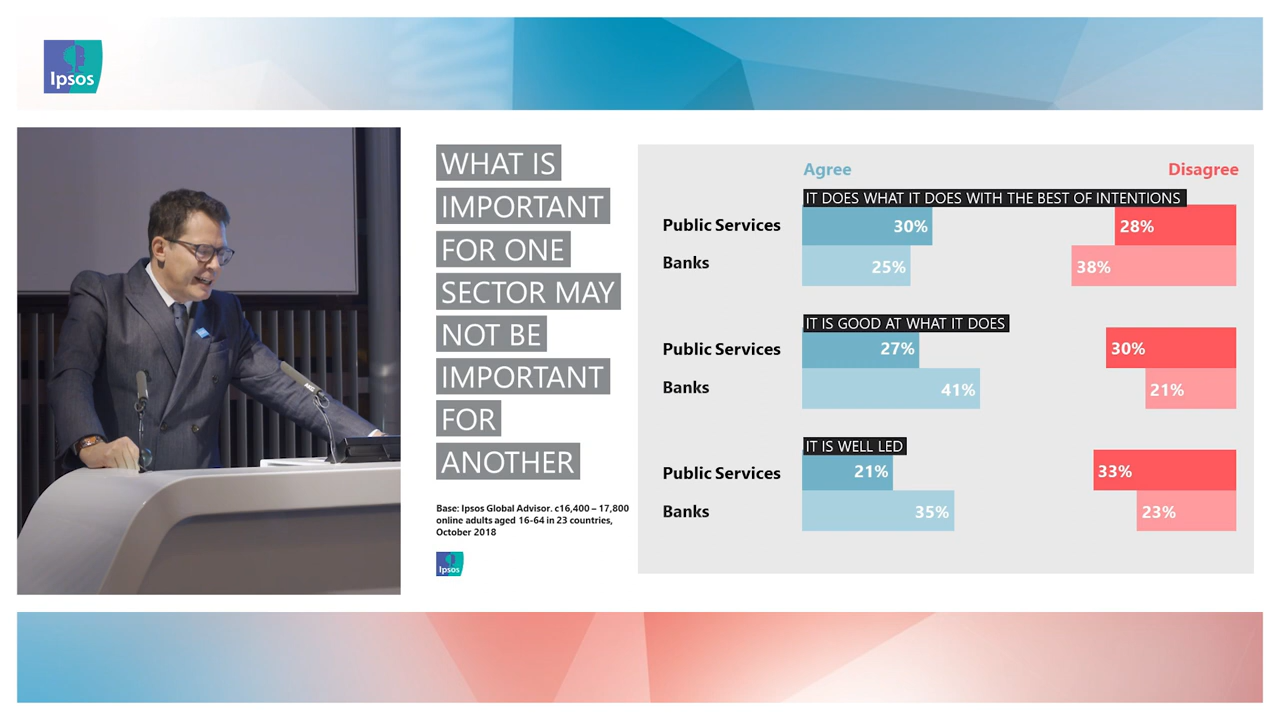 Ipsos
WHAT IS
IMPORTANT
FOR ONE
SECTOR MAY
NOT BE
IMPORTANT
FOR
ANOTHER
Base: Ipsos Global Advisor. c16,400 – 17,800
online adults aged 16-64 in 23 countries,
October 2018
Ipsos
Agree Disagree
IT DOES WHAT IT DOES WITH THE BEST OF INTENTIONS
Public Services 30% 28%
Banks 25% 38%
IT IS GOOD AT WHAT IT DOES
Public Services 27% 30%
Banks 41% 21%
IT IS WELL LED
Public Services 21% 33%
Banks 35% 23%